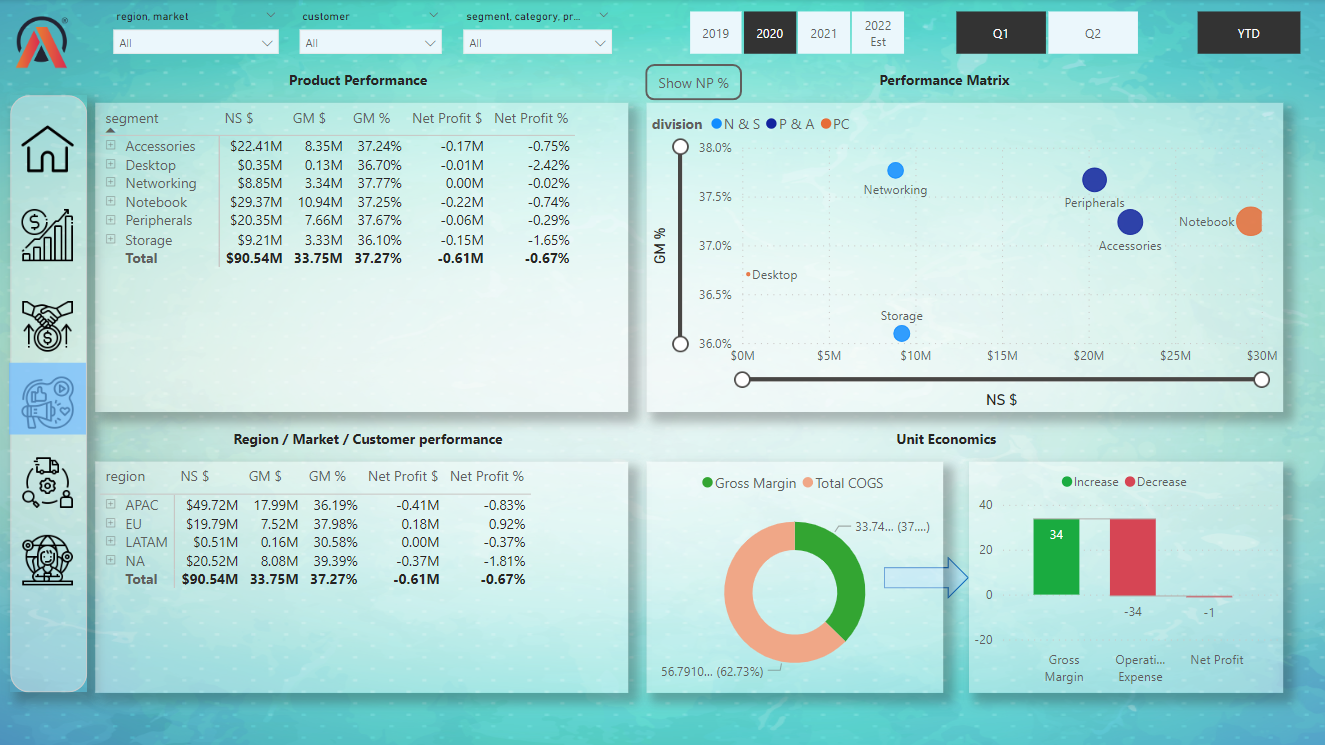 region, market customer segment, category, pr...
All All All
2019 2020 2021 2022 Est Q1 Q2 YTD
Product Performance
segment NS $ GM $ GM % Net Profit $ Net Profit %
Accessories $22.41M 8.35M 37.24% -0.17M -0.75%
Desktop $0.35M 0.13M 36.70% -0.01M -2.42%
Networking $8.85M 3.34M 37.77% 0.00M -0.02%
Notebook $29.37M 10.94M 37.25% -0.22M -0.74%
Peripherals $20.35M 7.66M 37.67% -0.06M -0.29%
Storage $9.21M 3.33M 36.10% -0.15M -1.65%
Total $90.54M 33.75M 37.27% -0.61M -0.67%
Show NP %
Performance Matrix
division N & S P & A PC
38.0%
37.5%
37.0%
36.5%
36.0%
GM %
Networking
Peripherals
Notebook
Accessories
Desktop
Storage
$0M $5M $10M $15M $20M $25M $30M
NS $
Region / Market / Customer performance
region NS $ GM $ GM % Net Profit $ Net Profit %
APAC $49.72M 17.99M 36.19% -0.41M -0.83%
EU $19.79M 7.52M 37.98% 0.18M 0.92%
LATAM $0.51M 0.16M 30.58% 0.00M -0.37%
NA $20.52M 8.08M 39.39% -0.37M -1.81%
Total $90.54M 33.75M 37.27% -0.61M -0.67%
Unit Economics
Gross Margin Total COGS
33.74... (37....)
56.7910... (62.73%)
Increase Decrease
40
20
0
-20
34
-34
-1
Gross Margin
Operati... Expense
Net Profit